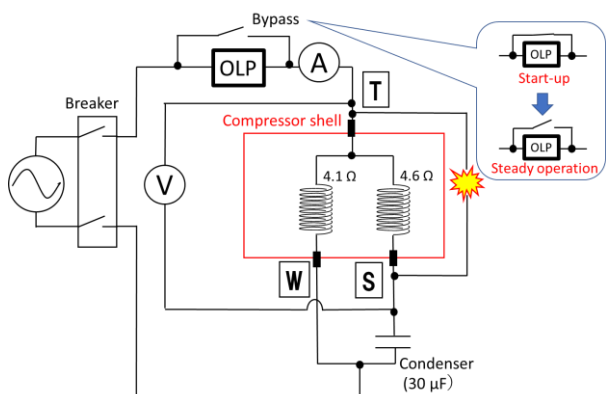 Bypass
OLP
A
T
Breaker
Compressor shell
V
4.1 Ω
4.6 Ω
W
S
Condenser
(30 μF)
OLP
Start-up
OLP
Steady operation